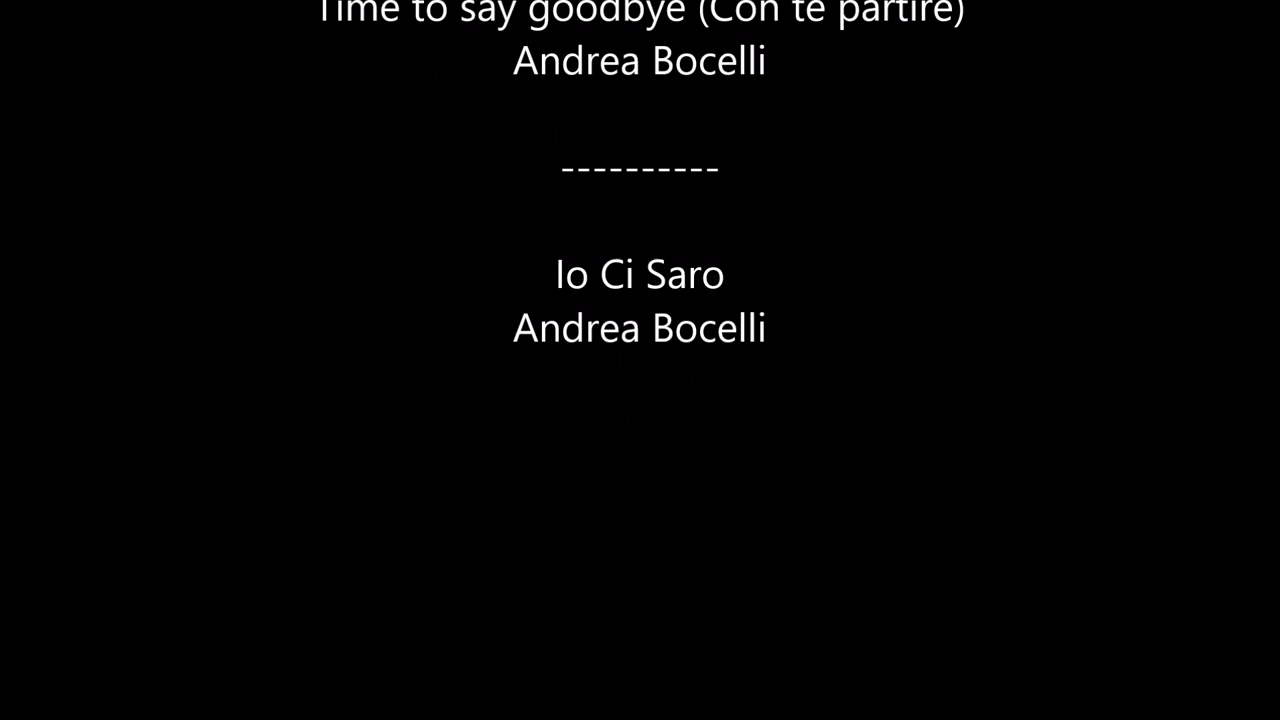 Time to say goodbye (Con te partire)
Andrea Bocelli
----------
Io Ci Saro
Andrea Bocelli